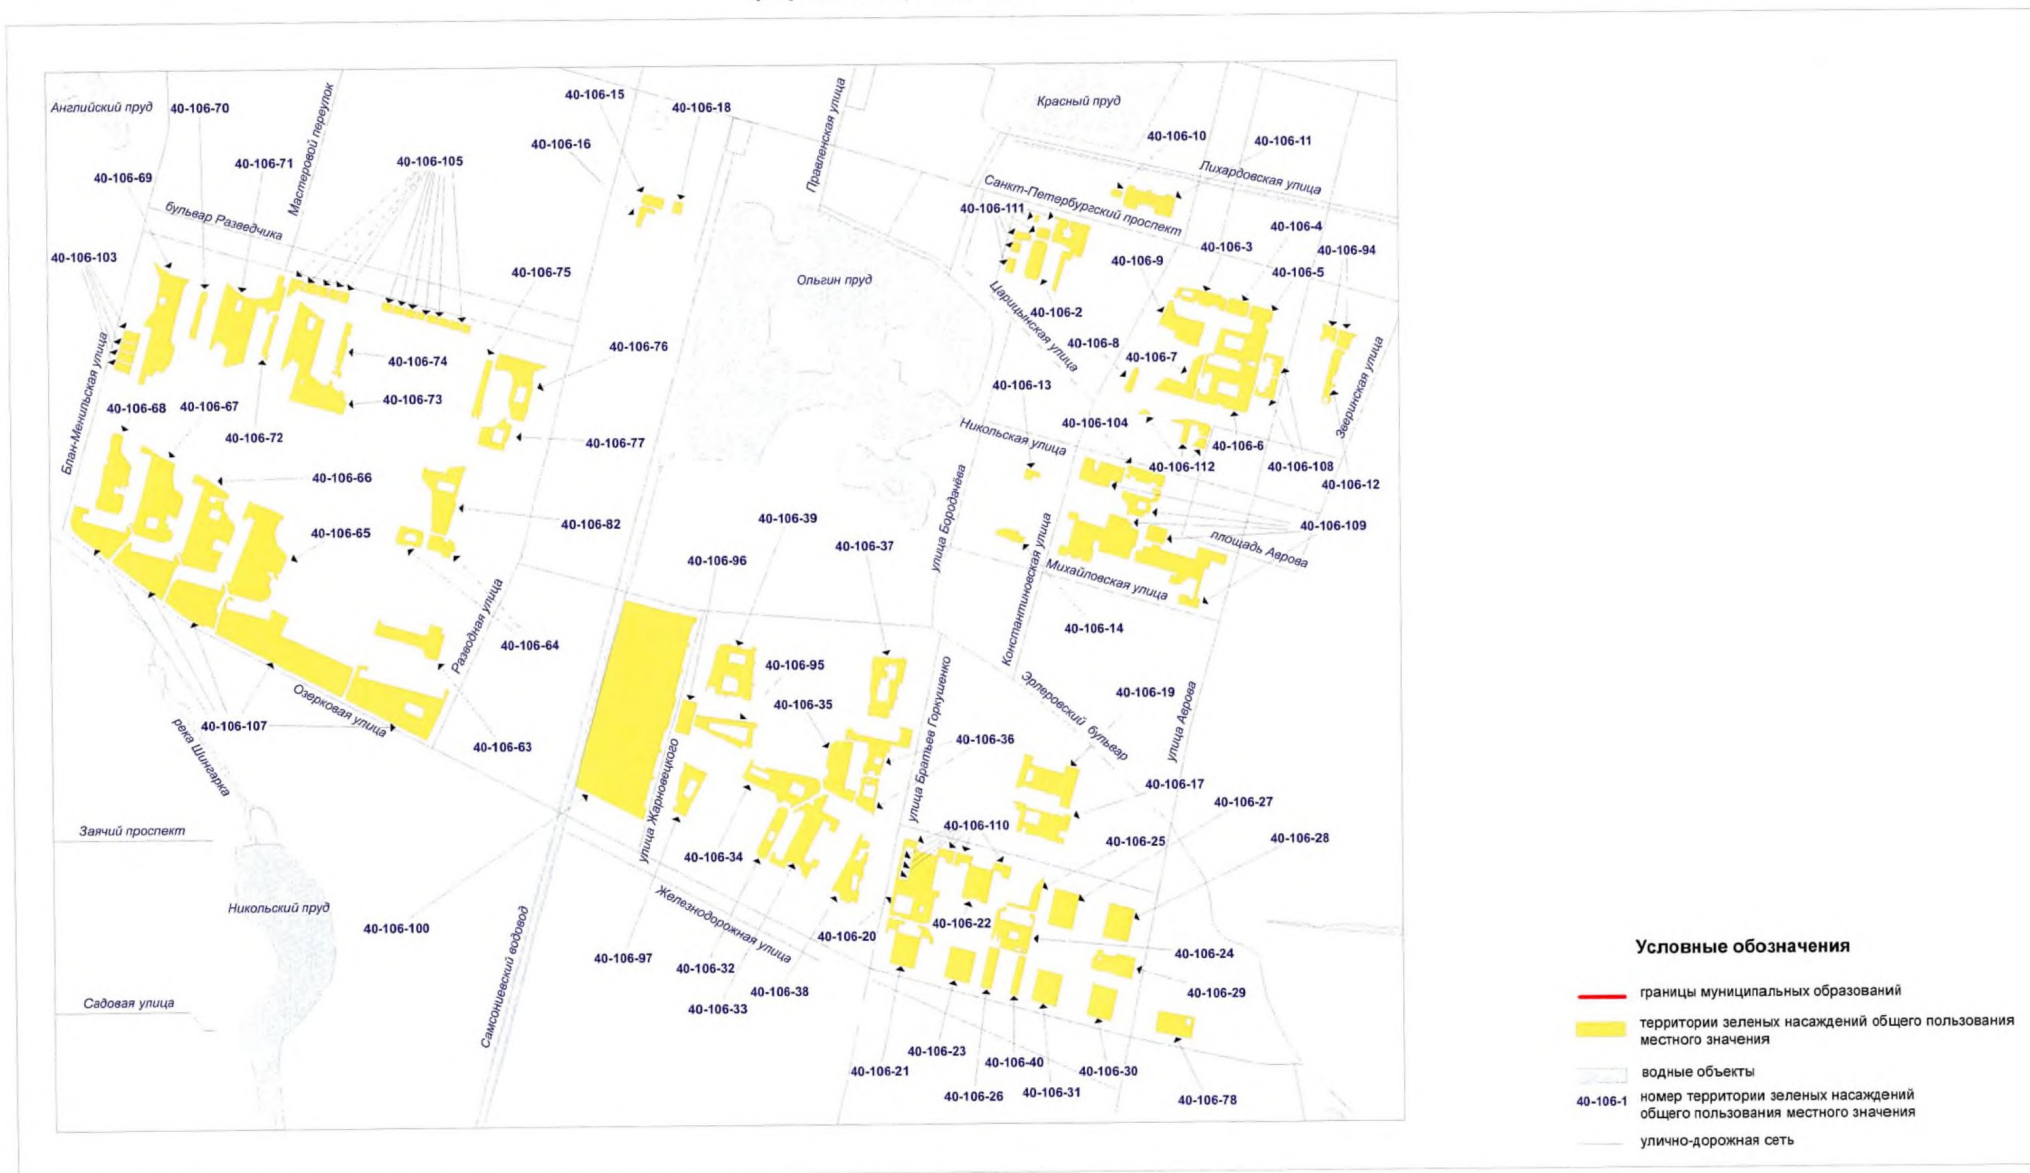 Английский пруд
40-106-70
40-106-71
Мастеровой переулок
40-106-69
бульвар Разведчика
40-106-105
40-106-15
40-106-16
40-106-18
Правленская улица
Красный пруд
40-106-10
40-106-11
Лихардовская улица
Санкт-Петербургский проспект
40-106-111
40-106-4
40-106-3
40-106-94
40-106-9
40-106-5
40-106-103
40-106-75
Ольгин пруд
40-106-2
Царицынская улица
40-106-8
40-106-7
40-106-76
40-106-74
40-106-73
40-106-13
Зверинская улица
Блан-Менильская улица
40-106-68
40-106-67
40-106-72
40-106-77
Никольская улица
40-106-104
40-106-6
40-106-112
40-106-108
40-106-12
40-106-66
40-106-65
40-106-82
40-106-39
40-106-37
40-106-96
улица Бородачёва
40-106-109
площадь Аврова
Константиновская улица
Михайловская улица
40-106-14
Разводная улица
40-106-64
40-106-95
40-106-35
улица Братьев Горкушенко
Эрлеровский бульвар
40-106-19
улица Аврова
Озерковая улица
40-106-107
река Шингарка
40-106-63
40-106-36
40-106-17
40-106-27
улица Жарновецкого
40-106-110
40-106-25
40-106-28
Заячий проспект
40-106-34
Железнодорожная улица
Никольский пруд
40-106-100
Самсониевский водовод
40-106-97
40-106-32
40-106-33
40-106-38
40-106-20
40-106-22
40-106-24
40-106-29
Садовая улица
40-106-23
40-106-21
40-106-40
40-106-30
40-106-26
40-106-31
40-106-78
Условные обозначения
границы муниципальных образований
территории зеленых насаждений общего пользования
местного значения
водные объекты
40-106-1
номер территории зеленых насаждений
общего пользования местного значения
улично-дорожная сеть